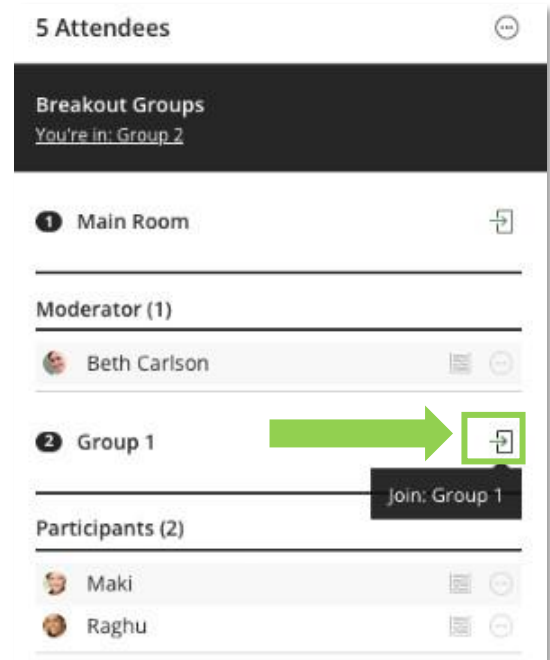 5 Attendees
Breakout Groups
You're in: Group 2
1 Main Room
Moderator (1)
Beth Carlson
2 Group 1
Join: Group 1
Participants (2)
Maki
Raghu